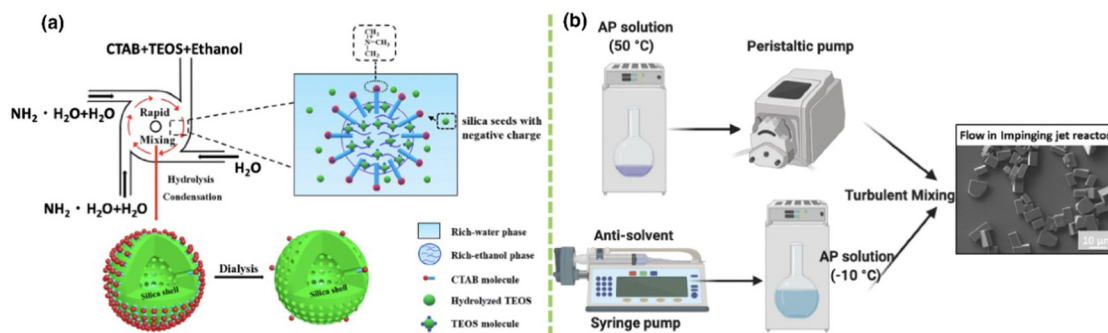 (a)
CTAB+TEOS+Ethanol
NH₂ · H₂O+H₂O
Rapid
Mixing
H₂O
Hydrolysis
Condensation
NH₂ · H₂O+H₂O
CH₃
N—CH₃
CH₃
silica seeds with
negative charge
Silica shell
Dialysis
Silica shell
Rich-water phase
Rich-ethanol phase
CTAB molecule
Hydrolyzed TEOS
TEOS molecule
(b)
AP solution
(50 °C)
Peristaltic pump
Flow in Impinging jet reactor
Turbulent Mixing
10 µm
Anti-solvent
Syringe pump
AP solution
(-10 °C)